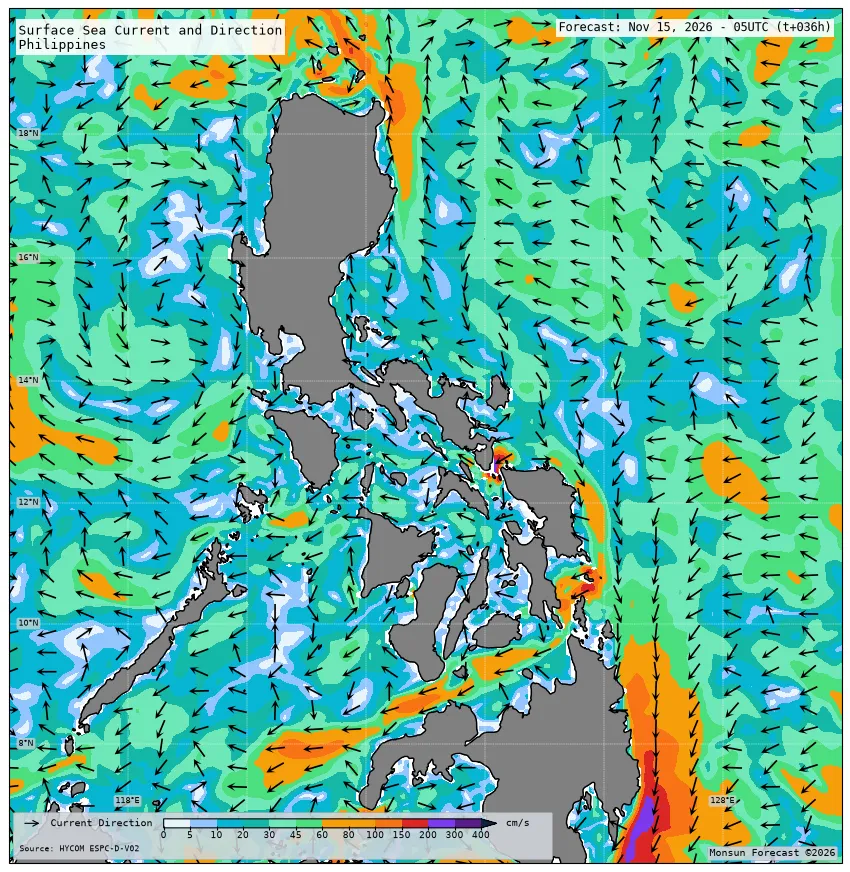 Surface Sea Current and Direction
Philippines
Forecast: Nov 15, 2026 - 05UTC (t+036h)
18°N
16°N
14°N
12°N
10°N
8°N
118°E
128°E
Current Direction
0 5 10 20 30 45 60 80 100 150 200 300 400 cm/s
Source: HYCOM ESPC-D-V02
Monsun Forecast ©2026